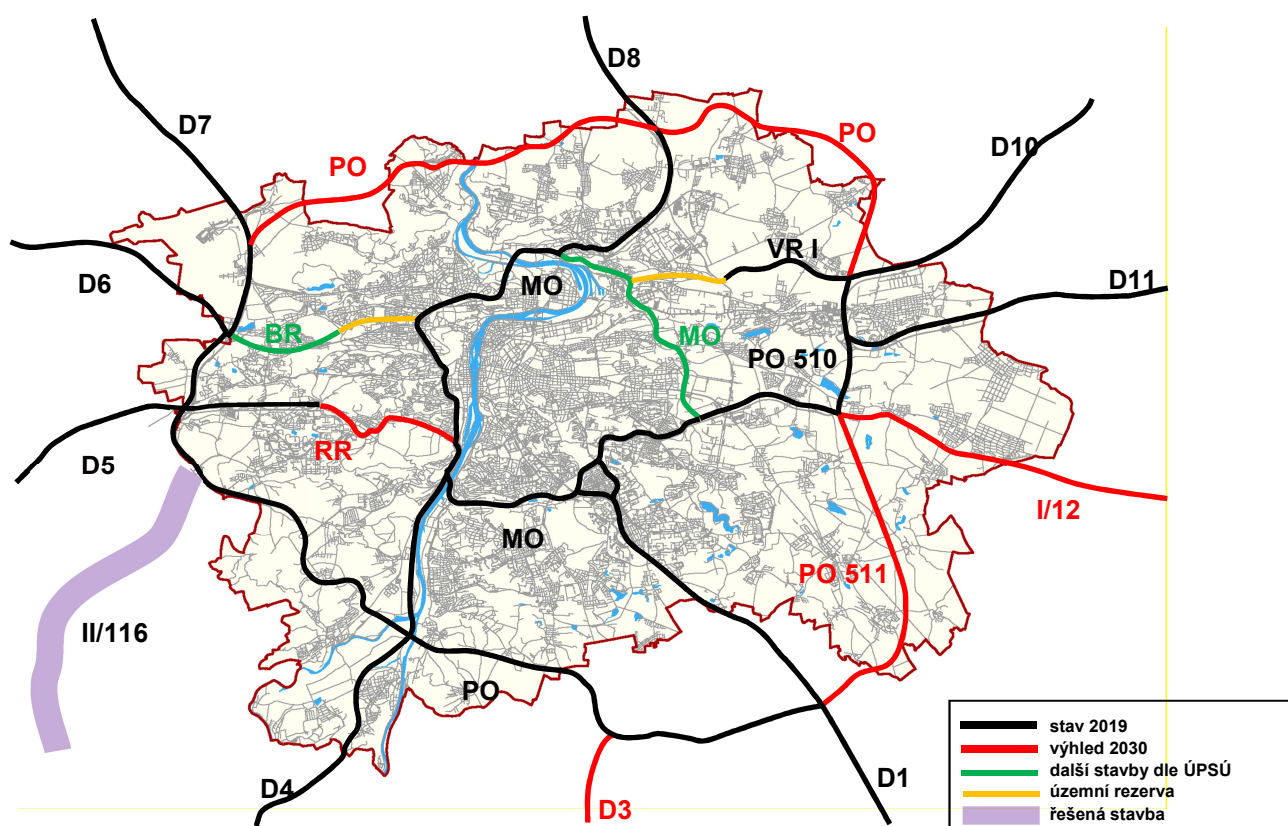 D8
D7
PO
PO
D10
VR I
D6
MO
D11
BR
MO
PO 510
RR
D5
I/12
MO
PO 511
II/116
PO
D4
D1
D3
stav 2019
výhled 2030
další stavby dle ÚPSÚ
územní rezerva
řešená stavba